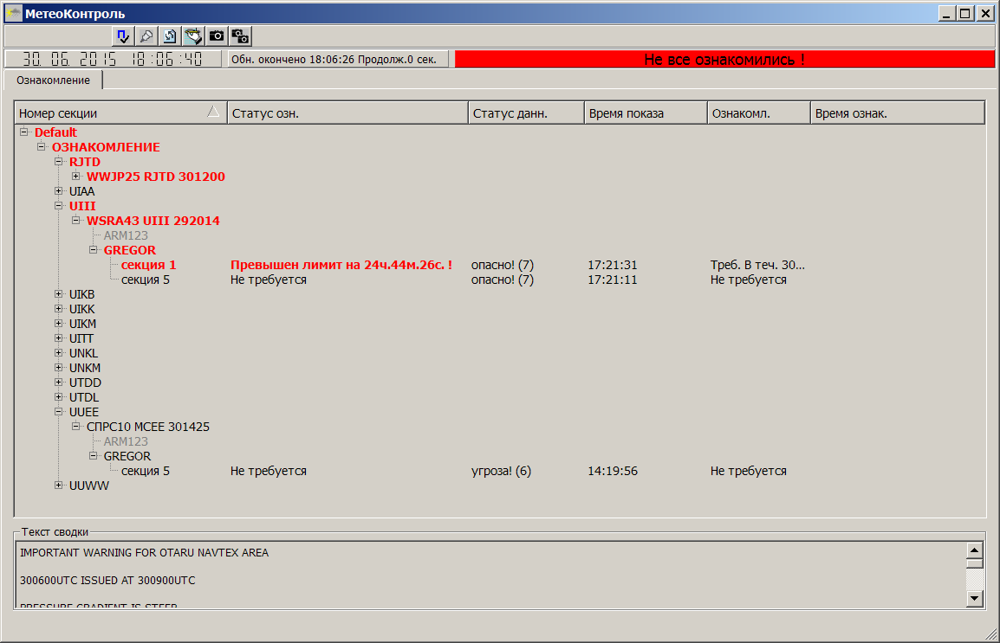 МетеоКонтроль
30. 06. 2015 18:06:40 Обн. окончено 18:06:26 Продолж.0 сек. Не все ознакомились !
Ознакомление
Номер секции Статус озн. Статус данн. Время показа Ознакомл. Время ознак.
Default
ОЗНАКОМЛЕНИЕ
RJTD
WWJP25 RJTD 301200
UIAA
UIII
WSRA43 UIII 292014
ARM123
GREGOR
секция 1 Превышен лимит на 24ч.44м.26с. ! опасно! (7) 17:21:31 Треб. В теч. 30...
секция 5 Не требуется опасно! (7) 17:21:11 Не требуется
UIKB
UIKK
UIKM
UITT
UNKL
UNKM
UTDD
UTDL
UUEE
СПРС10 МСЕЕ 301425
ARM123
GREGOR
секция 5 Не требуется угроза! (6) 14:19:56 Не требуется
UUWW
Текст сводки
IMPORTANT WARNING FOR OTARU NAVTEX AREA
300600UTC ISSUED AT 300900UTC
PRESSURE GRADIENT IS STEEP